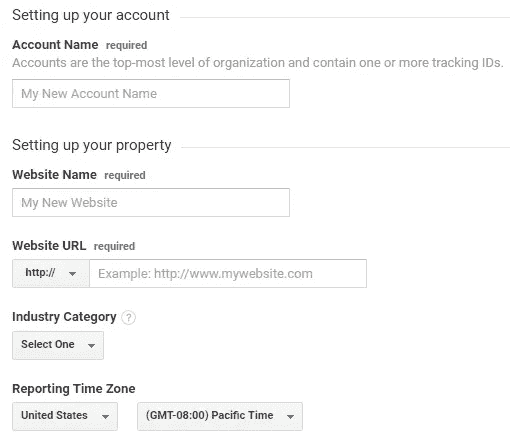 Setting up your account
Account Name required
Accounts are the top-most level of organization and contain one or more tracking IDs.
My New Account Name
Setting up your property
Website Name required
My New Website
Website URL required
http:// Example: http://www.mywebsite.com
Industry Category ?
Select One
Reporting Time Zone
United States (GMT-08:00) Pacific Time